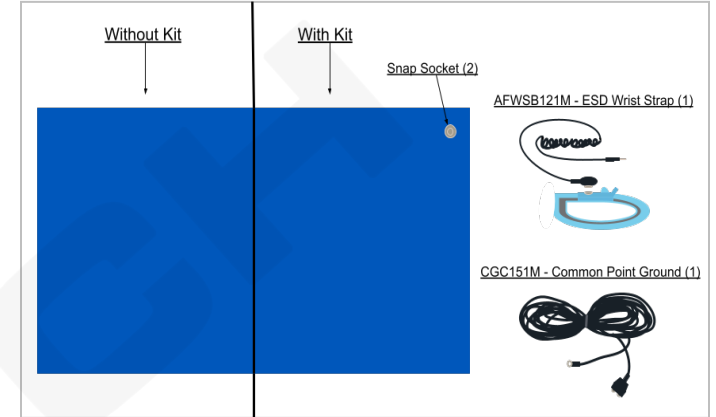 Without Kit
With Kit
Snap Socket (2)
AFWSB121M - ESD Wrist Strap (1)
CGC151M - Common Point Ground (1)